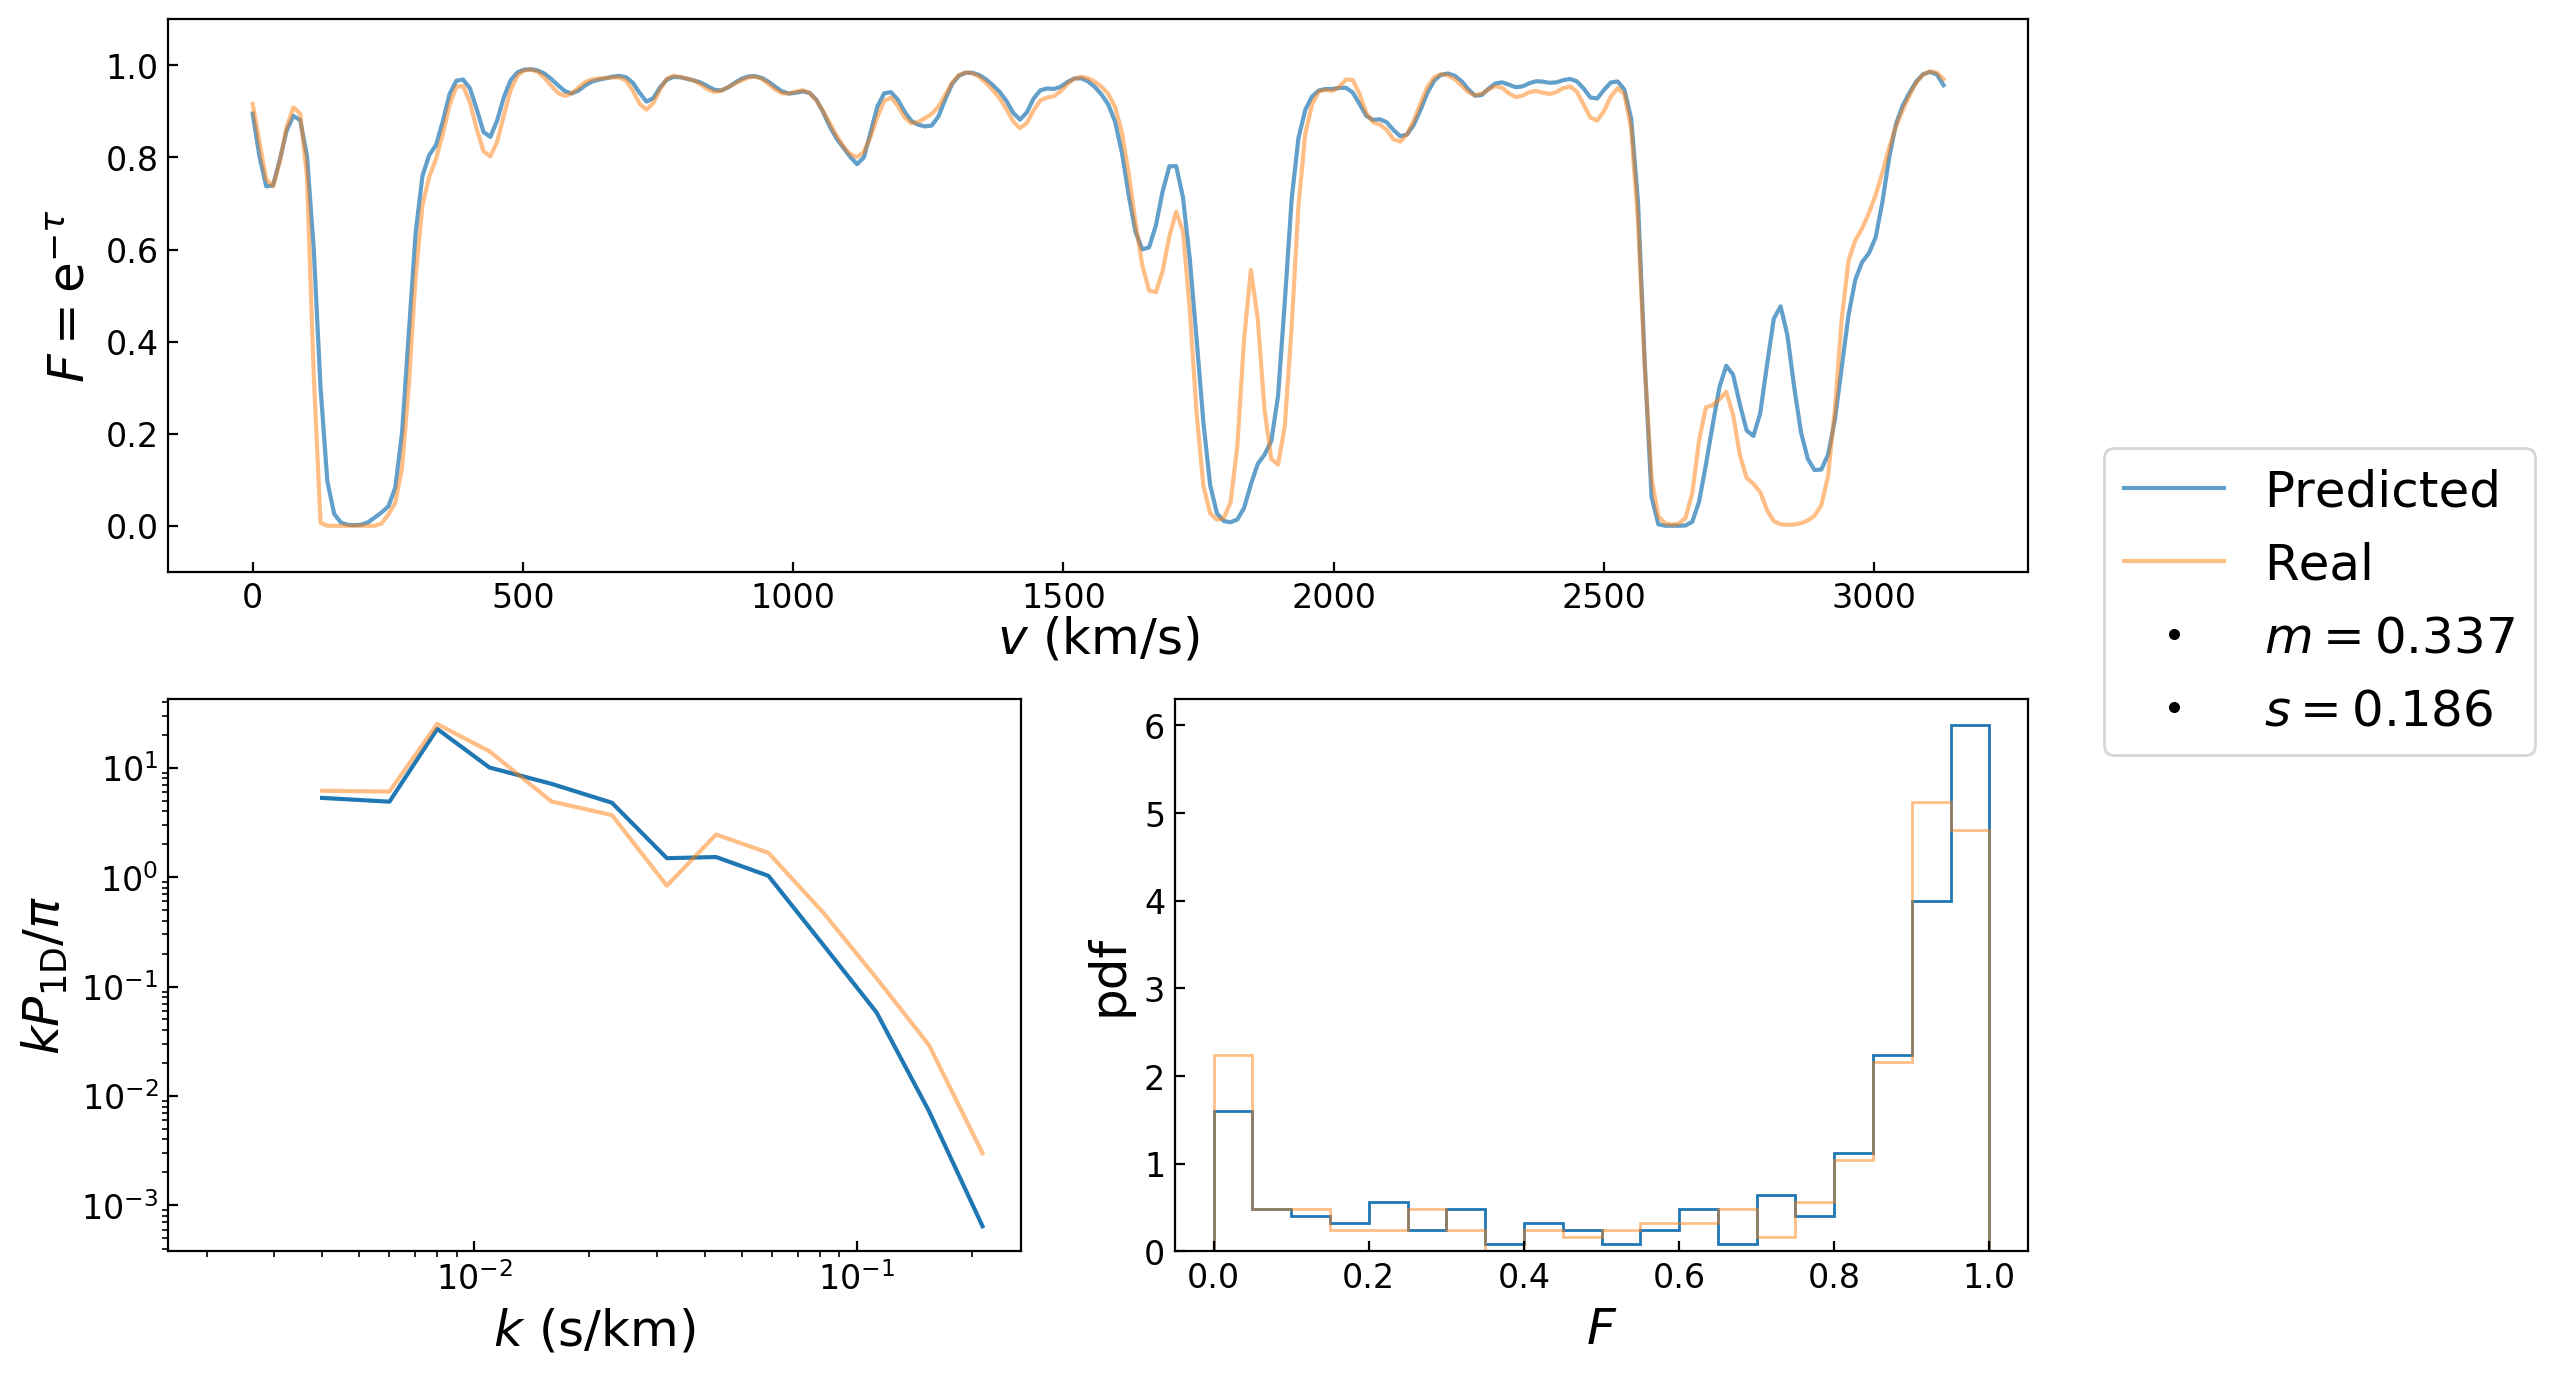 F = e^{-τ}
1.0
0.8
0.6
0.4
0.2
0.0
0 500 1000 1500 2000 2500 3000
v (km/s)
Predicted
Real
m = 0.337
s = 0.186
kP_{1D}/π
10^1
10^0
10^{-1}
10^{-2}
10^{-3}
10^{-2} 10^{-1}
k (s/km)
pdf
6
5
4
3
2
1
0
0.0 0.2 0.4 0.6 0.8 1.0
F